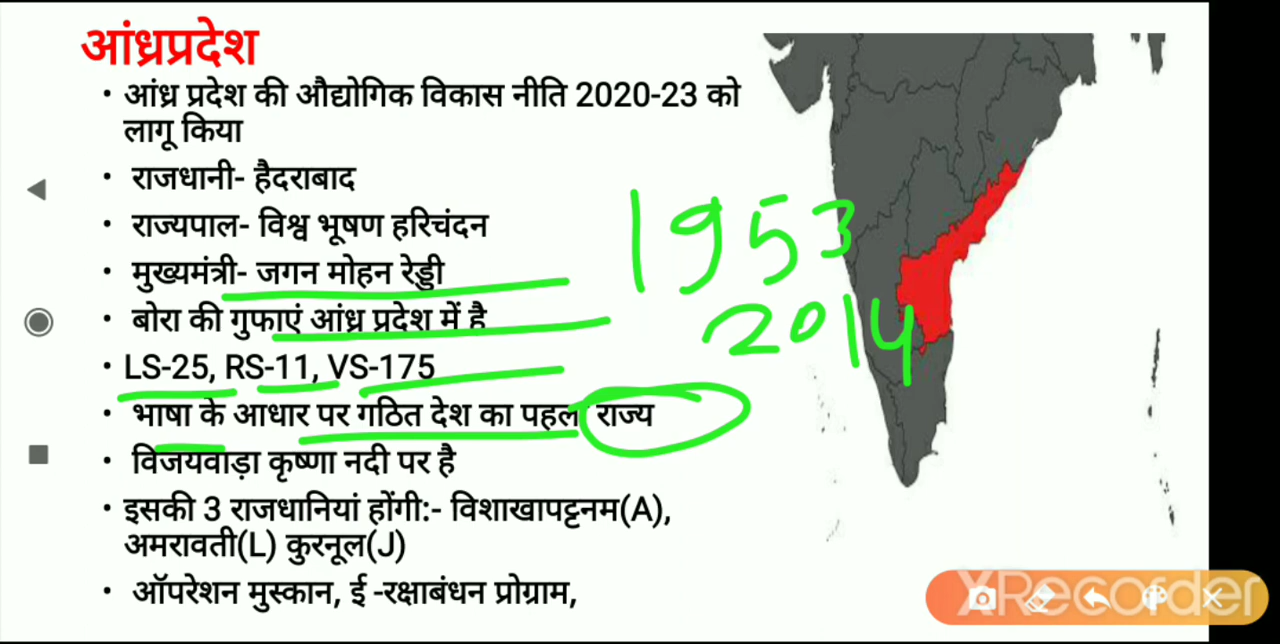 आंध्रप्रदेश
• आंध्र प्रदेश की औद्योगिक विकास नीति 2020-23 को
लागू किया
• राजधानी- हैदराबाद
• राज्यपाल- विश्व भूषण हरिचंदन
• मुख्यमंत्री- जगन मोहन रेड्डी
• बोरा की गुफाएं आंध्र प्रदेश में है
• LS-25, RS-11, VS-175
• भाषा के आधार पर गठित देश का पहला राज्य
• विजयवाड़ा कृष्णा नदी पर है
• इसकी 3 राजधानियां होंगी:- विशाखापट्टनम(A),
अमरावती(L) कुरनूल(J)
• ऑपरेशन मुस्कान, ई -रक्षाबंधन प्रोग्राम,
1953
2014
XRecorder